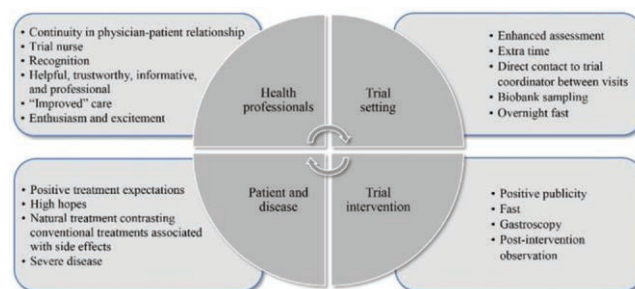 • Continuity in physician-patient relationship
• Trial nurse
• Recognition
• Helpful, trustworthy, informative,
and professional
• “Improved” care
• Enthusiasm and excitement
Health
professionals
Trial
setting
• Enhanced assessment
• Extra time
• Direct contact to trial
coordinator between visits
• Biobank sampling
• Overnight fast
• Positive treatment expectations
• High hopes
• Natural treatment contrasting
conventional treatments associated
with side effects
• Severe disease
Patient and
disease
Trial
intervention
• Positive publicity
• Fast
• Gastroscopy
• Post-intervention
observation